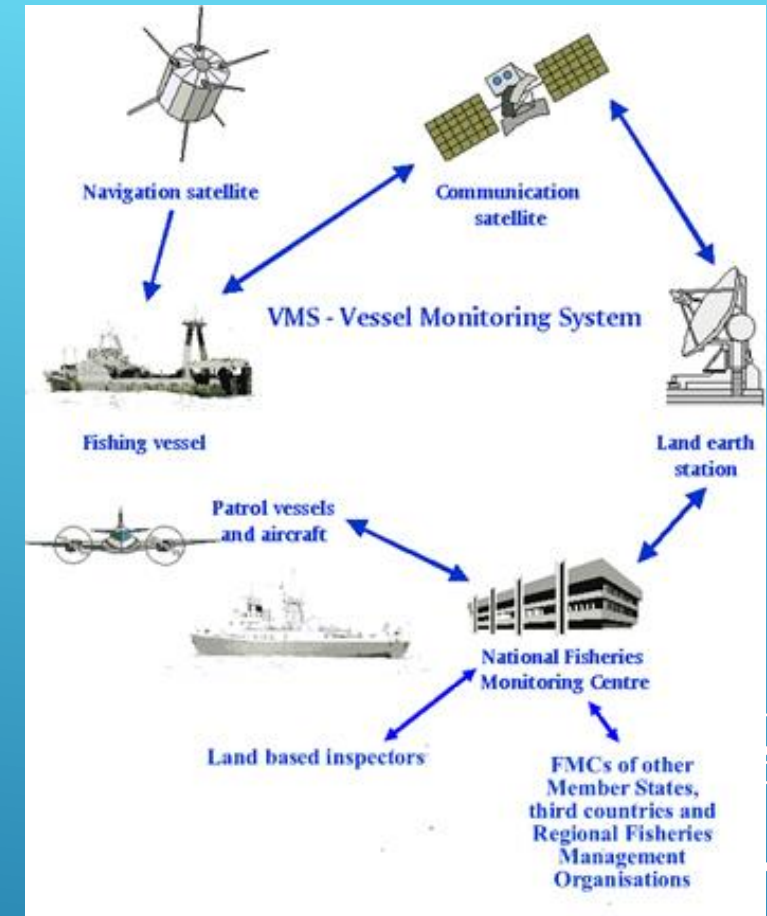 Navigation satellite
Communication
satellite
VMS - Vessel Monitoring System
Fishing vessel
Land earth
station
Patrol vessels
and aircraft
National Fisheries
Monitoring Centre
Land based inspectors
FMCs of other
Member States,
third countries and
Regional Fisheries
Management
Organisations